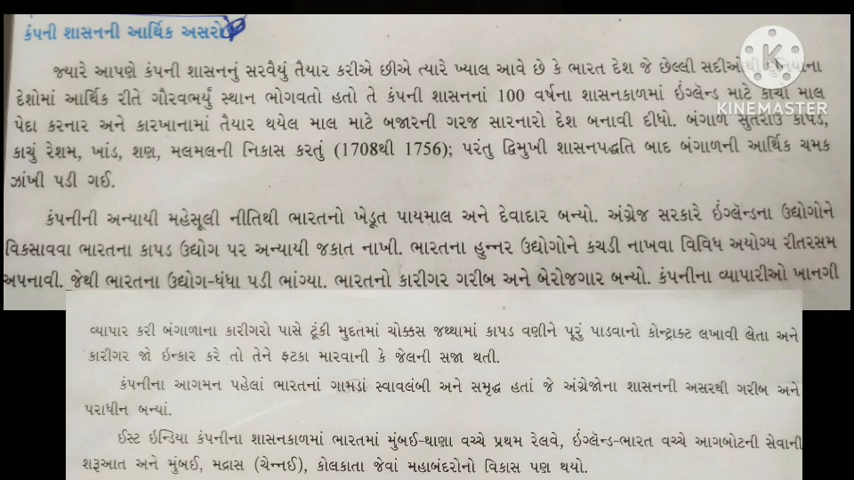 કંપની શાસનની આર્થિક અસરો
જ્યારે આપણે કંપની શાસનનું સરવૈયું તૈયાર કરીએ છીએ ત્યારે ખ્યાલ આવે છે કે ભારત દેશ જે છેલ્લી સદીઓથી
દેશોમાં આર્થિક રીતે ગૌરવભર્યું સ્થાન ભોગવતો હતો તે કંપની શાસનનાં 100 વર્ષના શાસનકાળમાં ઇંગ્લેન્ડ માટે કાચો માલ
KINEMASTER
પેદા કરનાર અને કારખાનામાં તૈયાર થયેલ માલ માટે બજારની ગરજ સારનારો દેશ બનાવી દીધો. બંગાળ સુતરાઉ કાપડ,
કાચું રેશમ, ખાંડ, શણ, મલમલની નિકાસ કરતું (1708થી 1756); પરંતુ દ્વિમુખી શાસનપદ્ધતિ બાદ બંગાળની આર્થિક ચમક
ઝાંખી પડી ગઈ.
કંપનીની અન્યાયી મહેસૂલી નીતિથી ભારતનો ખેડૂત પાયમાલ અને દેવાદાર બન્યો. અંગ્રેજ સરકારે ઇંગ્લૅન્ડના ઉદ્યોગોને
વિકસાવવા ભારતના કાપડ ઉદ્યોગ પર અન્યાયી જકાત નાખી. ભારતના હુન્નર ઉદ્યોગોને કચડી નાખવા વિવિધ અયોગ્ય રીતરસમ
અપનાવી. જેથી ભારતના ઉદ્યોગ-ધંધા પડી ભાંગ્યા. ભારતનો કારીગર ગરીબ અને બેરોજગાર બન્યો. કંપનીના વ્યાપારીઓ ખાનગી
વ્યાપાર કરી બંગાળાના કારીગરો પાસે ટૂંકી મુદતમાં ચોક્કસ જથ્થામાં કાપડ વણીને પૂરું પાડવાનો કોન્ટ્રાક્ટ લખાવી લેતા અને
કારીગર જો ઇન્કાર કરે તો તેને ફટકા મારવાની કે જેલની સજા થતી.
કંપનીના આગમન પહેલાં ભારતનાં ગામડાં સ્વાવલંબી અને સમૃદ્ધ હતાં જે અંગ્રેજોના શાસનની અસરથી ગરીબ અને
પરાધીન બન્યાં.
ઈસ્ટ ઇન્ડિયા કંપનીના શાસનકાળમાં ભારતમાં મુંબઈ-થાણા વચ્ચે પ્રથમ રેલવે, ઇંગ્લૅન્ડ-ભારત વચ્ચે આગબોટની સેવાની
શરૂઆત અને મુંબઈ, મદ્રાસ (ચેન્નઈ), કોલકાતા જેવાં મહાબંદરોનો વિકાસ પણ થયો.